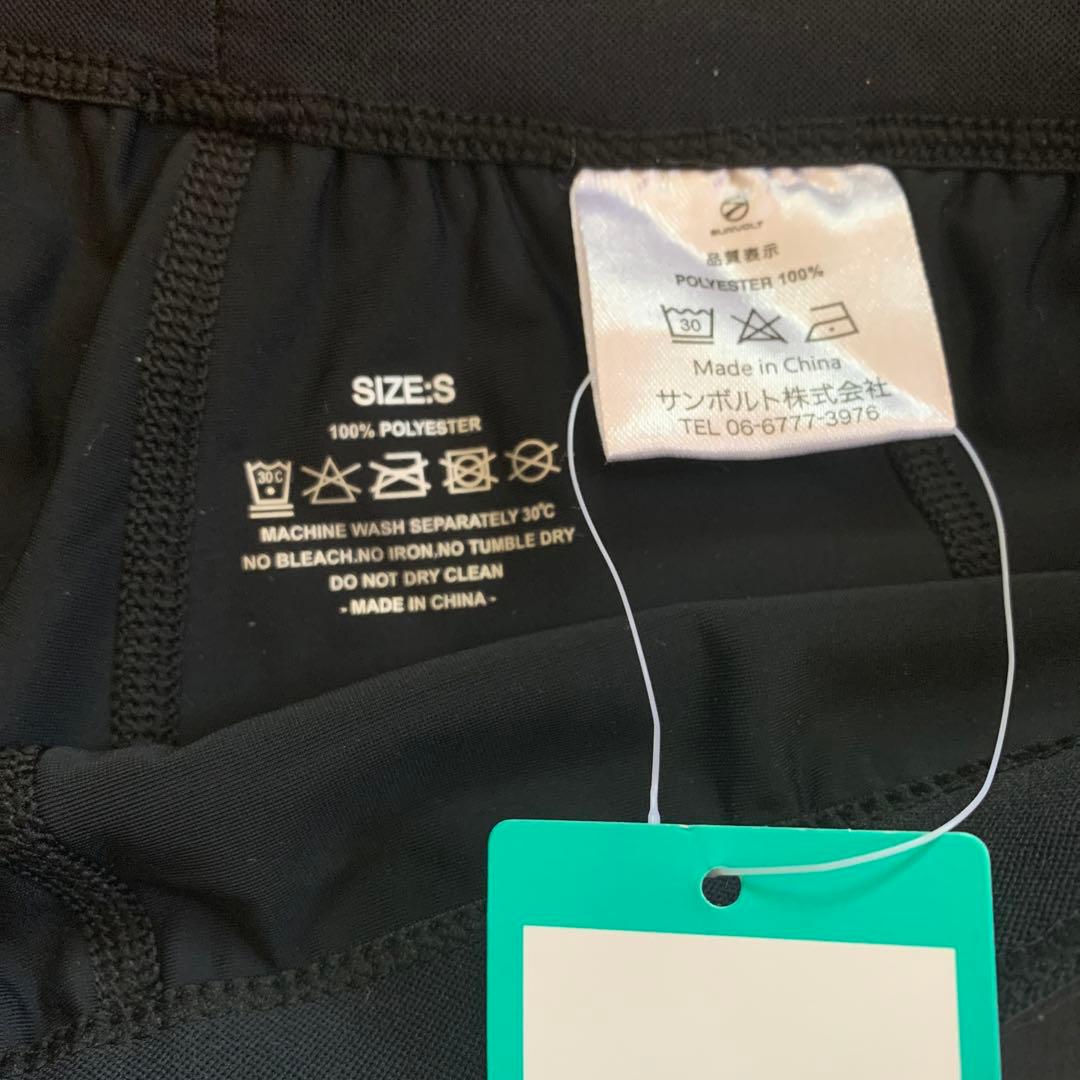 SUNVOLT
品質表示
POLYESTER 100%
30
Made in China
サンボルト株式会社
TEL 06-6777-3976
SIZE:S
100% POLYESTER
30°C
MACHINE WASH SEPARATELY 30℃
NO BLEACH.NO IRON,NO TUMBLE DRY
DO NOT DRY CLEAN
- MADE IN CHINA -